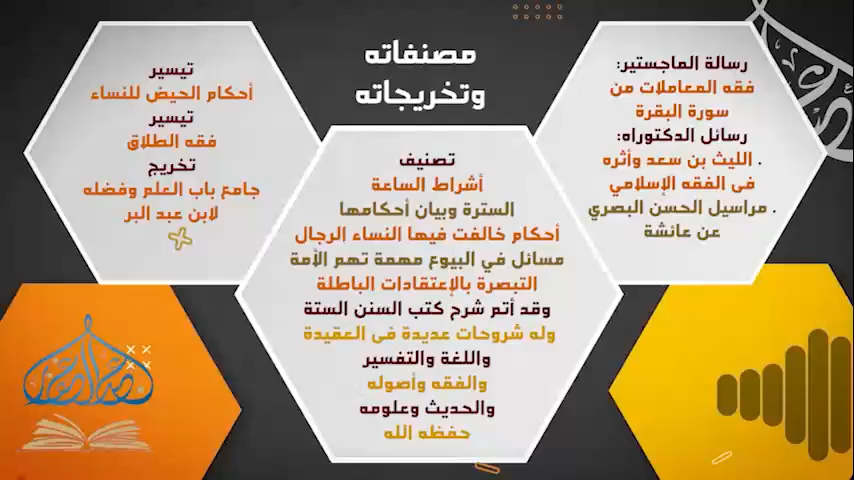 مصنفاته
وتخريجاته
رسالة الماجستير:
فقه المعاملات من
سورة البقرة
رسائل الدكتوراه:
. الليث بن سعد وأثره
فى الفقه الإسلامي
. مراسيل الحسن البصري
عن عائشة
تصنيف
أشراط الساعة
السترة وبيان أحكامها
أحكام خالفت فيها النساء الرجال
مسائل في البيوع مهمة تهم الأمة
التبصرة بالإعتقادات الباطلة
وقد أتم شرح كتب السنن الستة
وله شروحات عديدة فى العقيدة
واللغة والتفسير
والفقه وأصوله
والحديث وعلومه
حفظه الله
تيسير
أحكام الحيض للنساء
تيسير
فقه الطلاق
تخريج
جامع باب العلم وفضله
لابن عبد البر